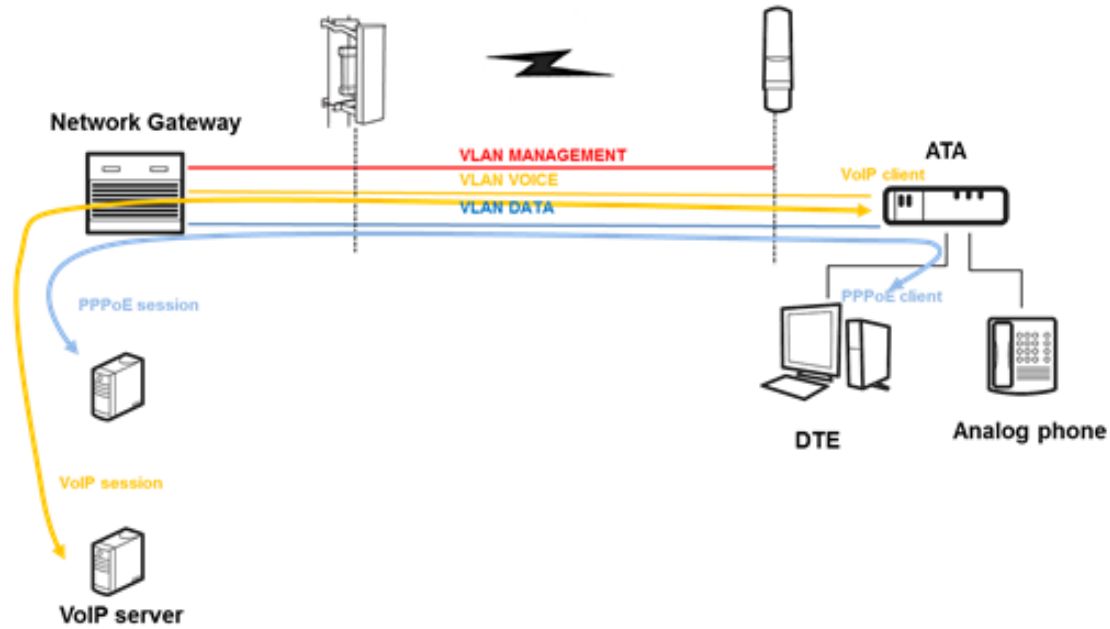 Network Gateway
VLAN MANAGEMENT
ATA
VLAN VOICE
VoIP client
VLAN DATA
PPPoE session
PPPoE client
DTE
Analog phone
VoIP session
VoIP server